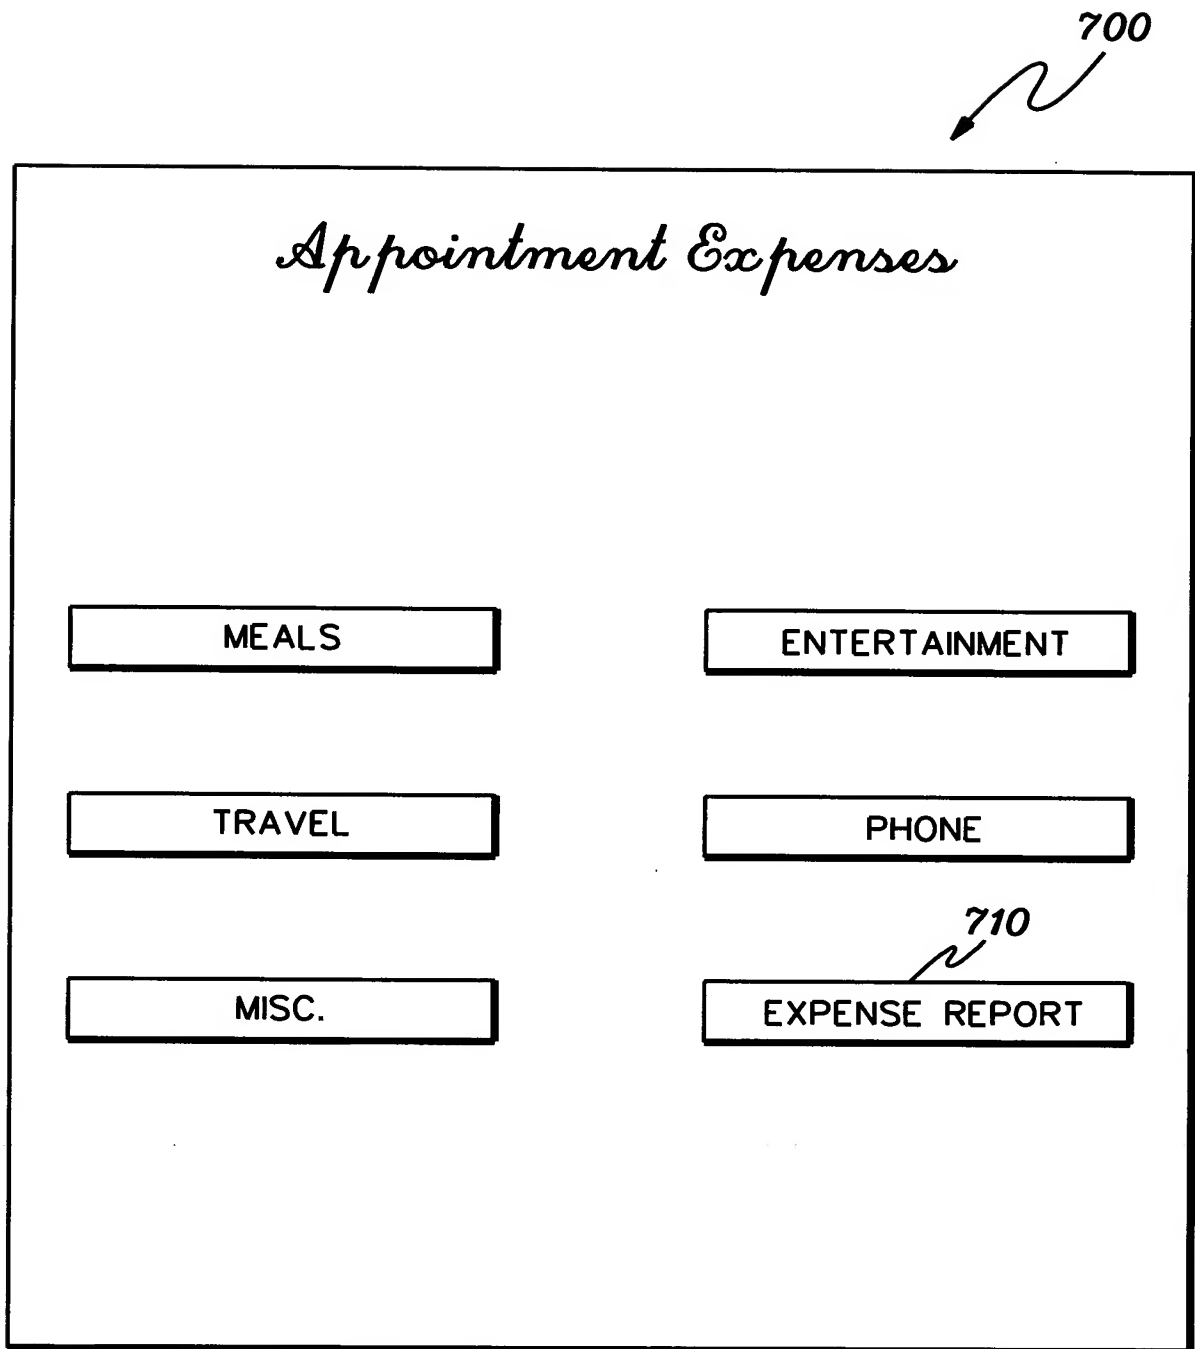 700
Appointment Expenses
MEALS
ENTERTAINMENT
TRAVEL
PHONE
710
MISC.
EXPENSE REPORT